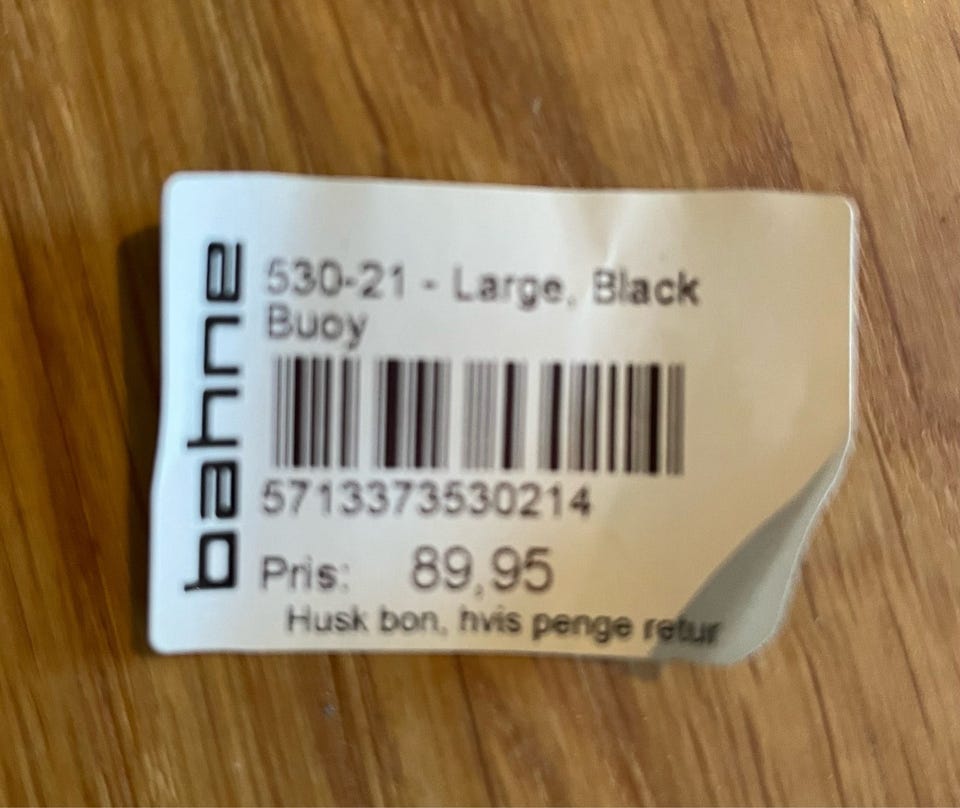 bahne
530-21 - Large, Black
Buoy
5713373530214
Pris: 89,95
Husk bon, hvis penge retur